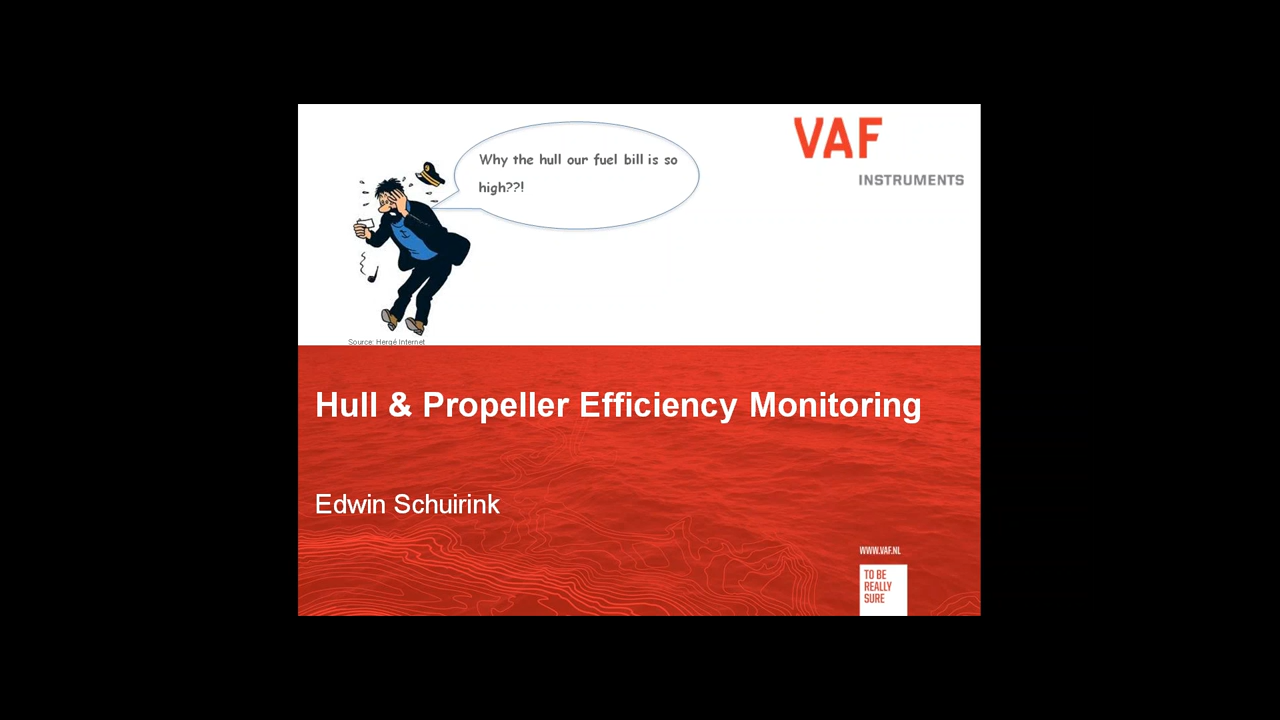 Why the hull our fuel bill is so
high??!
VAF
INSTRUMENTS
Source: Hergé Internet
Hull & Propeller Efficiency Monitoring
Edwin Schuirink
WWW.VAF.NL
TO BE
REALLY
SURE